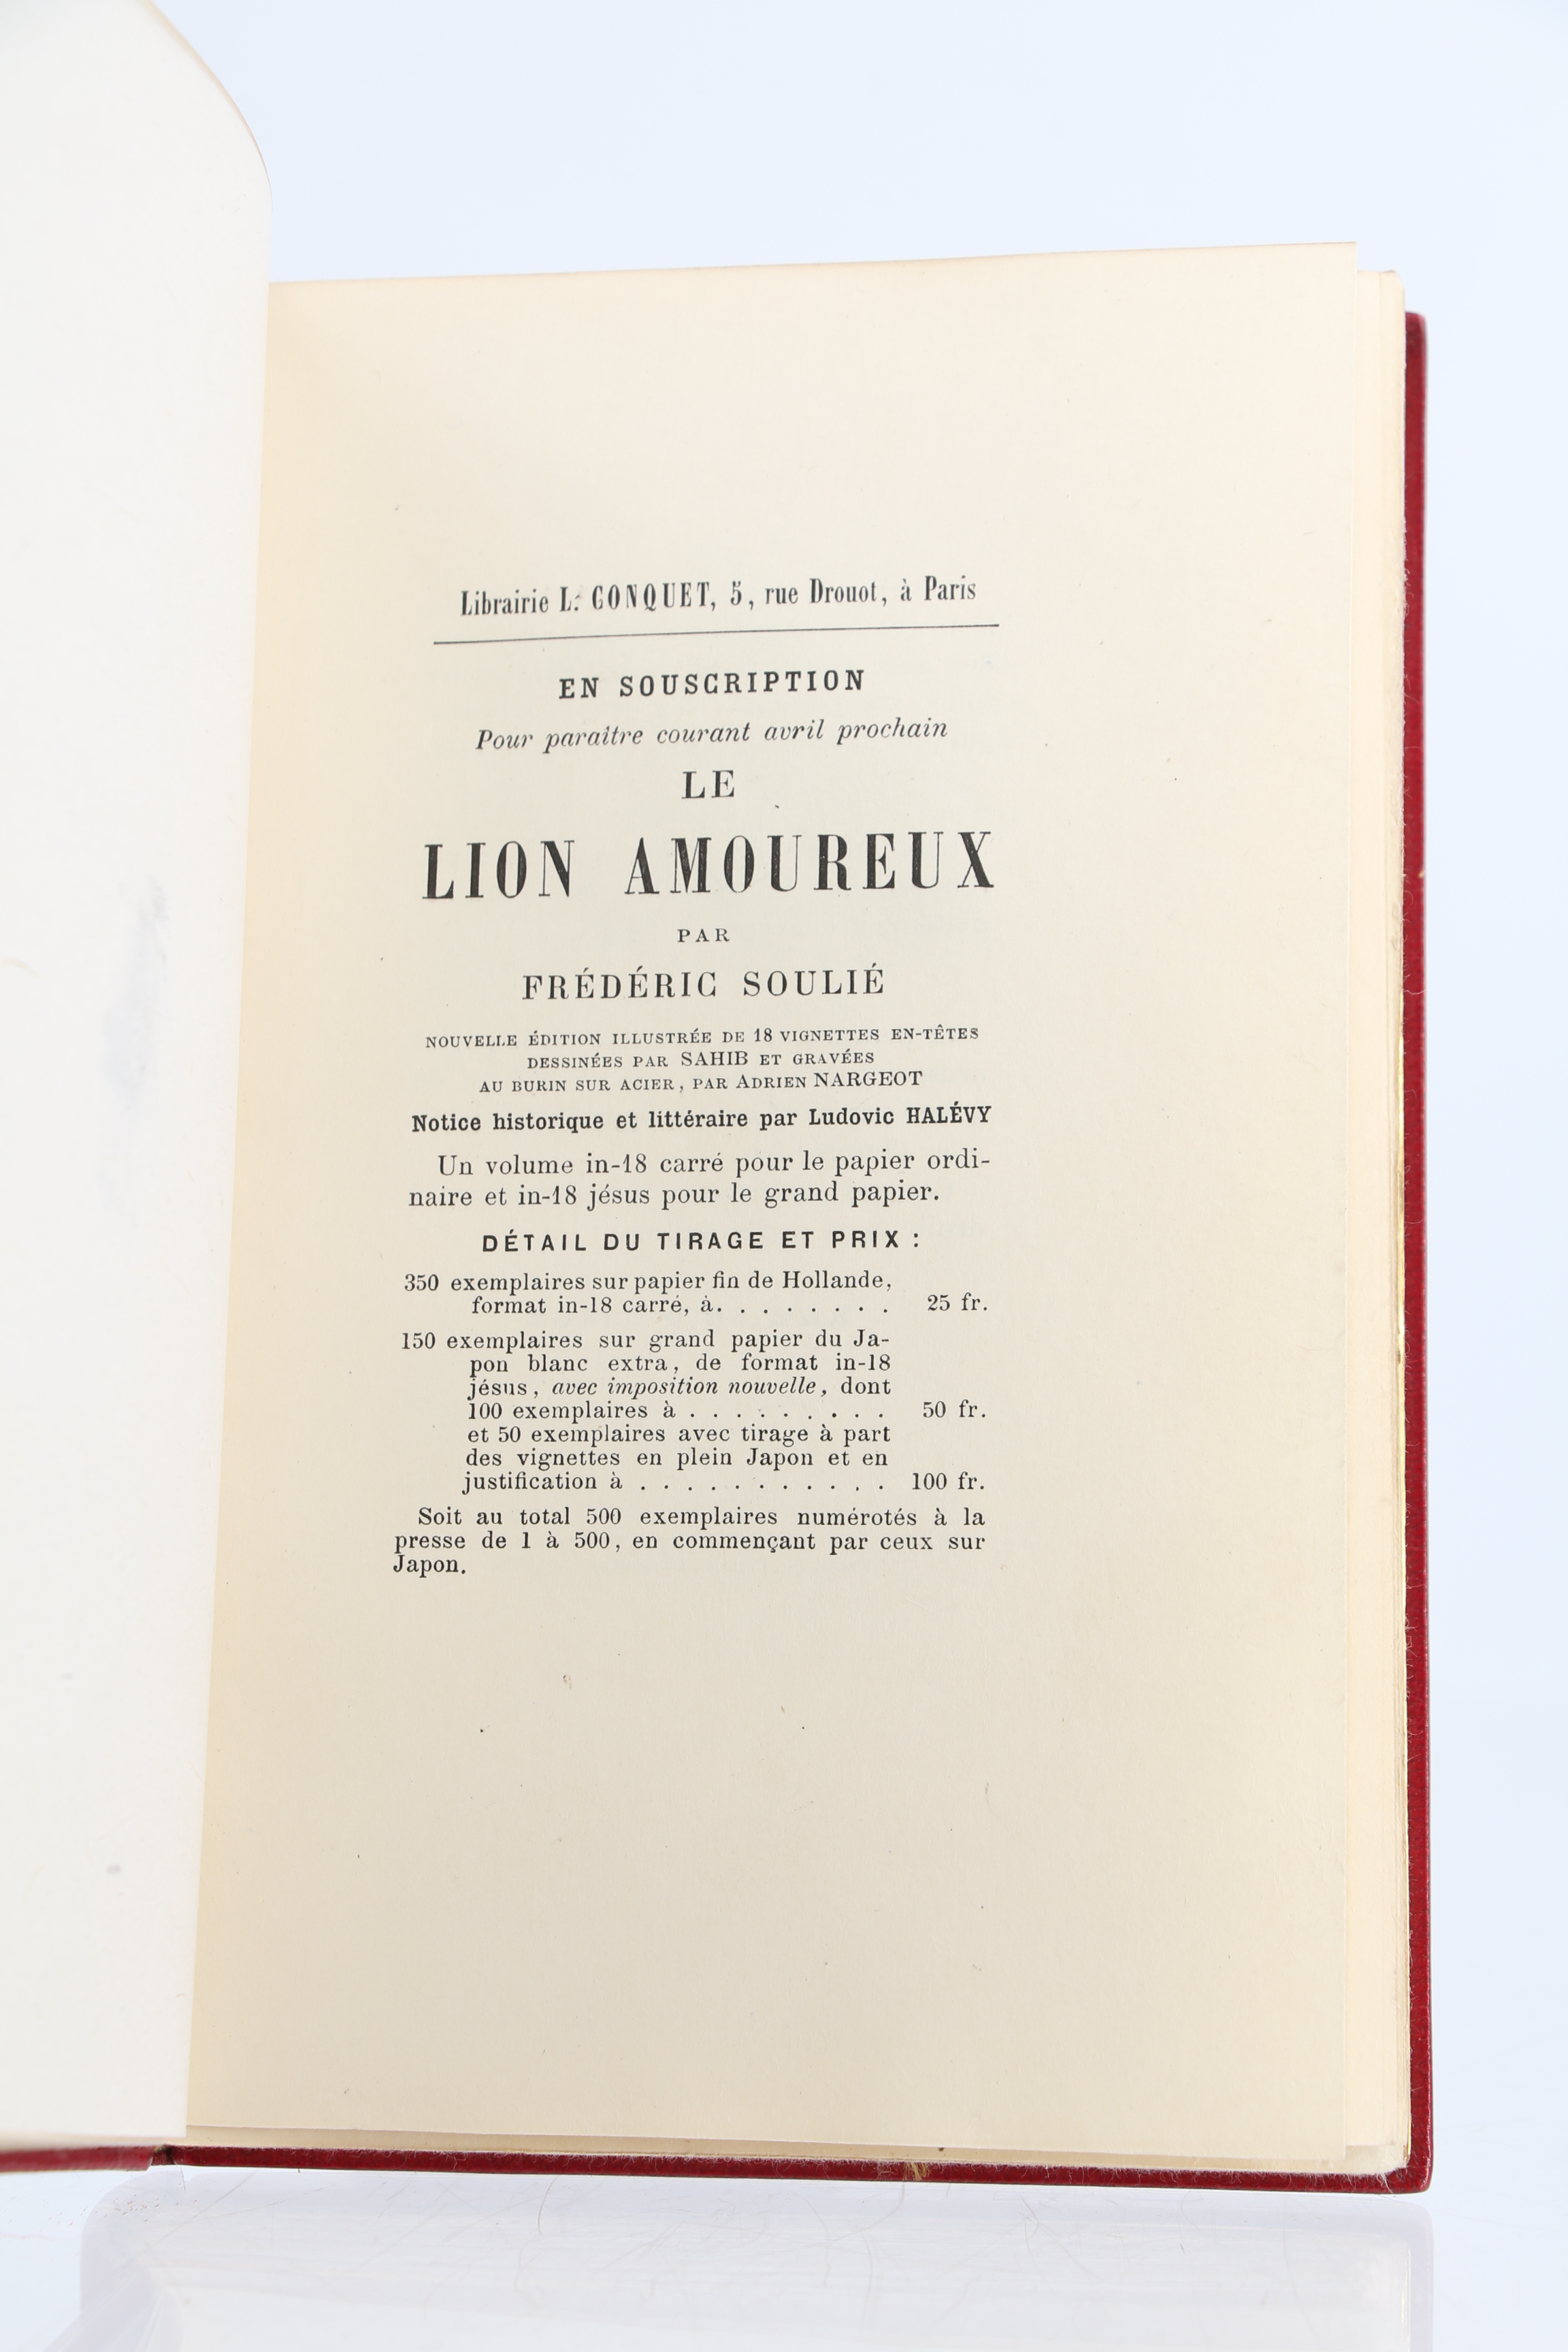 Librairie L. CONQUET, 5, rue Drouot, à Paris
EN SOUSCRIPTION
Pour paraître courant avril prochain
LE
LION AMOUREUX
PAR
FRÉDÉRIC SOULIÉ
NOUVELLE ÉDITION ILLUSTRÉE DE 18 VIGNETTES EN-TÊTES
DESSINÉES PAR SAHIB ET GRAVÉES
AU BURIN SUR ACIER, PAR ADRIEN NARGEOT
Notice historique et littéraire par Ludovic HALÉVY
Un volume in-18 carré pour le papier ordi-
naire et in-18 jésus pour le grand papier.
DÉTAIL DU TIRAGE ET PRIX :
350 exemplaires sur papier fin de Hollande,
format in-18 carré, à. . . . . . . . 25 fr.
150 exemplaires sur grand papier du Ja-
pon blanc extra, de format in-18
jésus, avec imposition nouvelle, dont
100 exemplaires à . . . . . . . . . 50 fr.
et 50 exemplaires avec tirage à part
des vignettes en plein Japon et en
justification à . . . . . . . . . . . 100 fr.
Soit au total 500 exemplaires numérotés à la
presse de 1 à 500, en commençant par ceux sur
Japon.